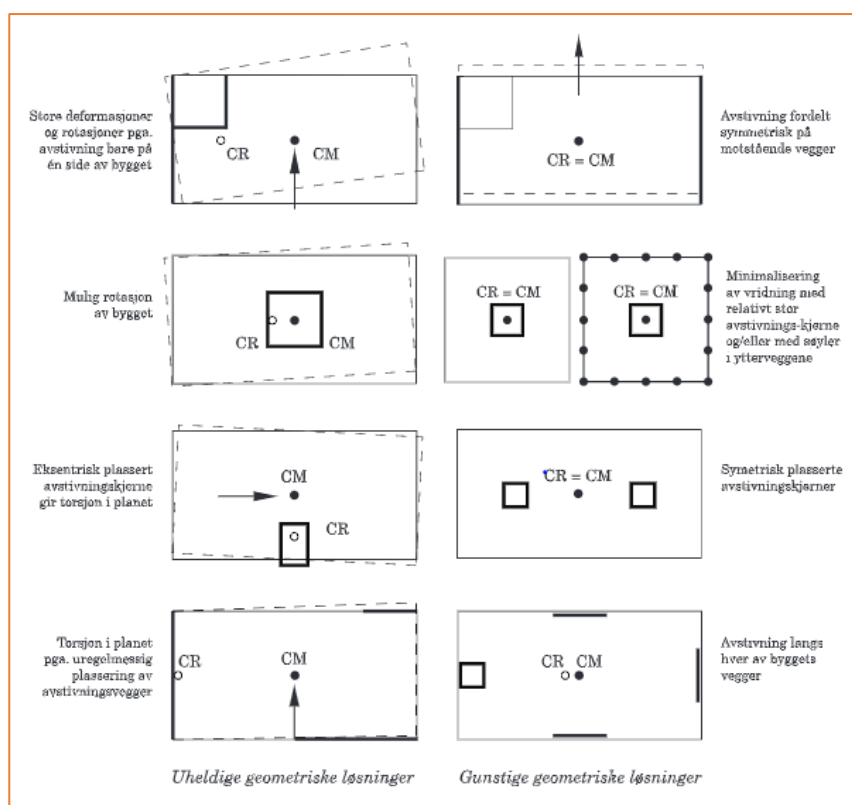 Store deformasjoner
og rotasjoner pga.
avstivning bare på
én side av bygget
CR
CM
CR = CM
Avstivning fordelt
symmetrisk på
motstående vegger
Mulig rotasjon
av bygget
CR
CM
CR = CM
CR = CM
Minimalisering
av vridning med
relativt stor
avstivnings-kjerne
og/eller med søyler
i ytterveggene
Eksentrisk plassert
avstivningskjerne
gir torsjon i planet
CM
CR
CR = CM
Symetrisk plasserte
avstivningskjerner
Torsjon i planet
pga. uregelmessig
plassering av
avstivningsvegger
CR
CM
CR CM
Avstivning langs
hver av byggets
vegger
Uheldige geometriske løsninger
Gunstige geometriske løsninger